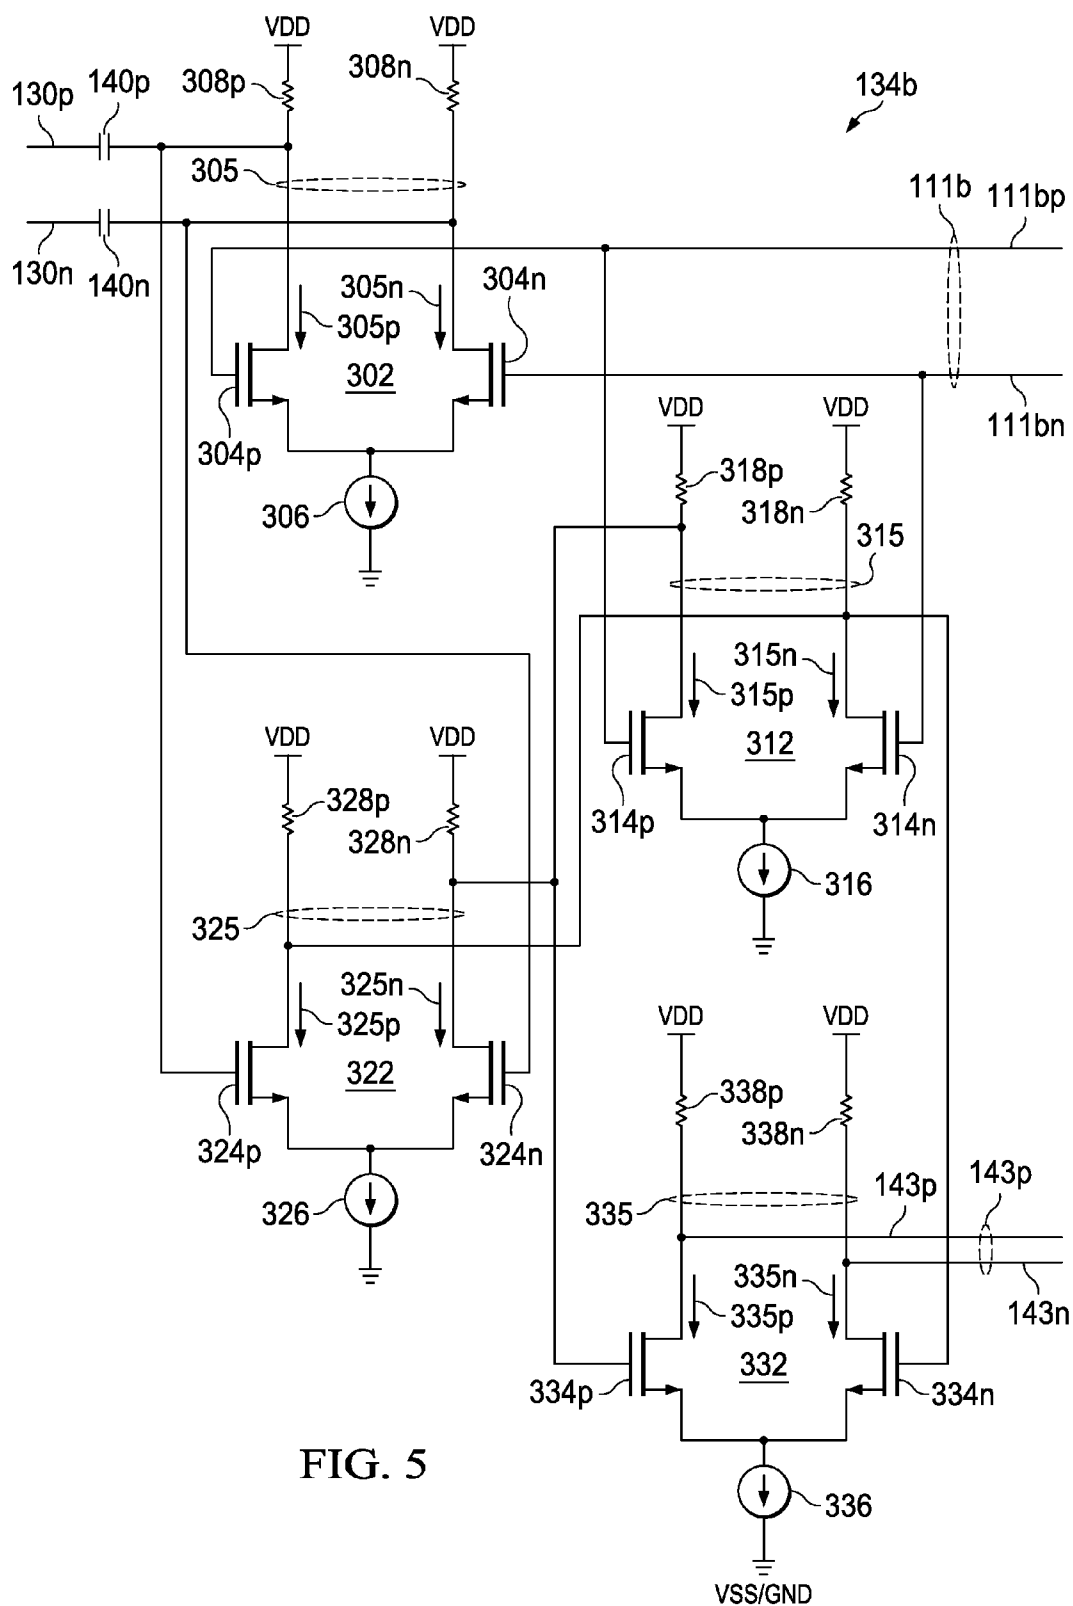 VDD VDD
308p 308n
140p
130p
134b
305
111b 111bp
130n 140n
305n 304n
305p
302
304p
111bn
VDD VDD
318p
318n
306
315
315n
315p
312
VDD VDD
328p
328n
314p 314n
316
325
325n
325p
322
VDD VDD
338p
338n
324p 324n
326
335
143p 143p
335n
335p
143n
332
334p 334n
FIG. 5
336
VSS/GND